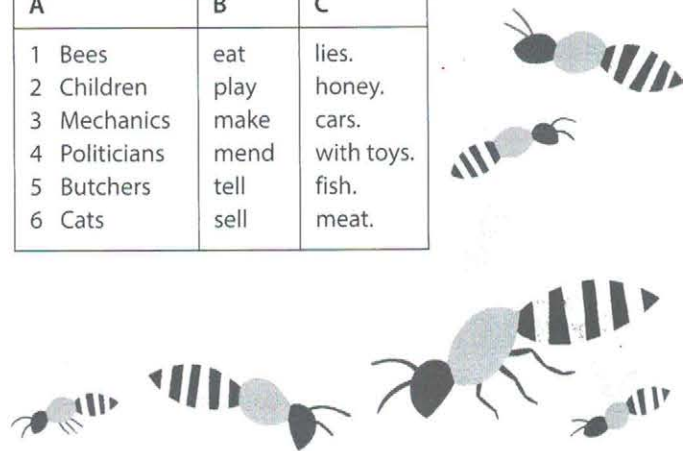 A B C
1 Bees eat lies.
2 Children play honey.
3 Mechanics make cars.
4 Politicians mend with toys.
5 Butchers tell fish.
6 Cats sell meat.